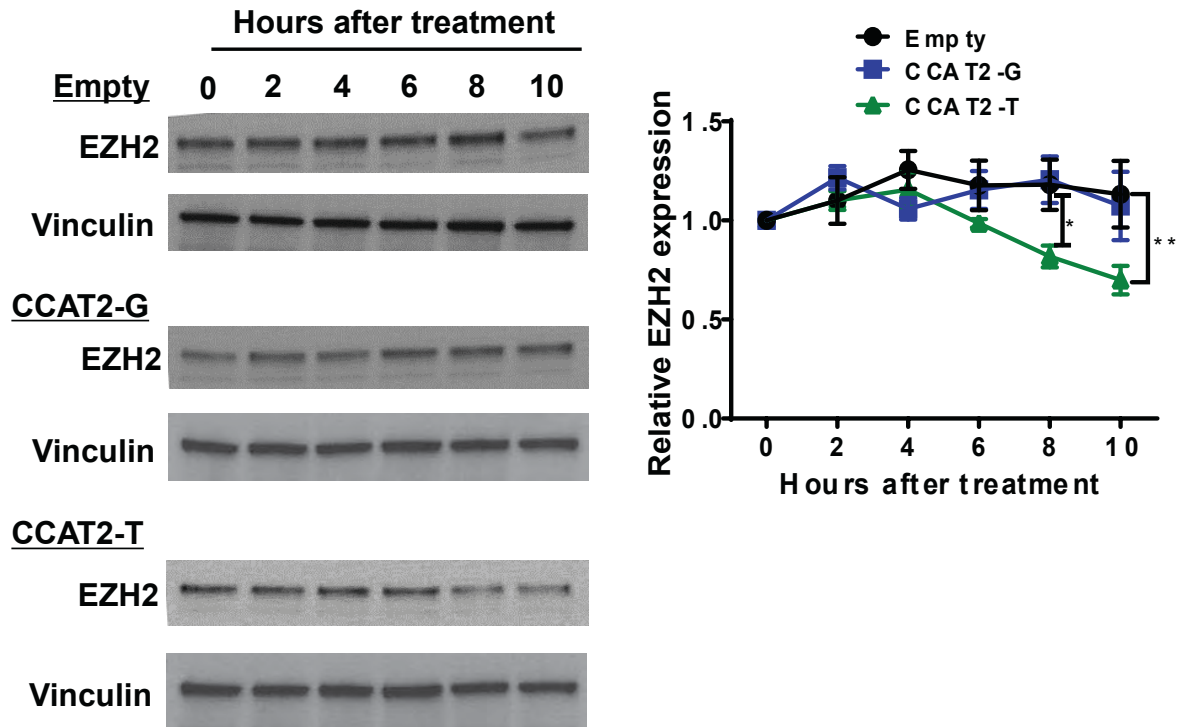 Hours after treatment
Empty 0 2 4 6 8 10
EZH2
Vinculin
CCAT2-G
EZH2
Vinculin
CCAT2-T
EZH2
Vinculin
Empty
CCAT2-G
CCAT2-T
Relative EZH2 expression
1.5
1.0
0.5
0.0
*
**
0 2 4 6 8 10
Hours after treatment